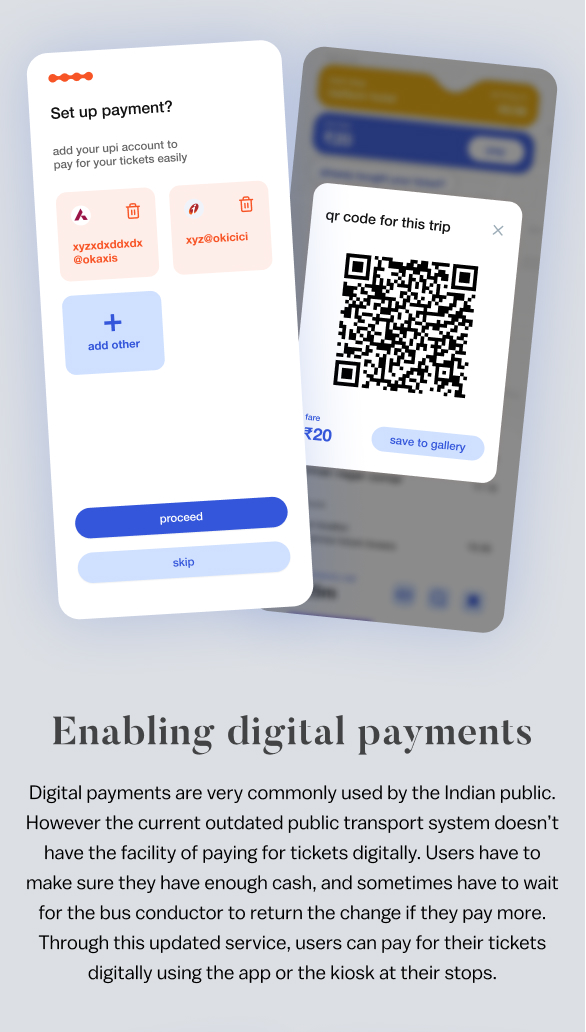 Set up payment?
add your upi account to
pay for your tickets easily
xyzxdxddxdx
@okaxis
xyz@okicici
+
add other
proceed
skip
qr code for this trip
fare
₹20
save to gallery
Enabling digital payments
Digital payments are very commonly used by the Indian public.
However the current outdated public transport system doesn't
have the facility of paying for tickets digitally. Users have to
make sure they have enough cash, and sometimes have to wait
for the bus conductor to return the change if they pay more.
Through this updated service, users can pay for their tickets
digitally using the app or the kiosk at their stops.